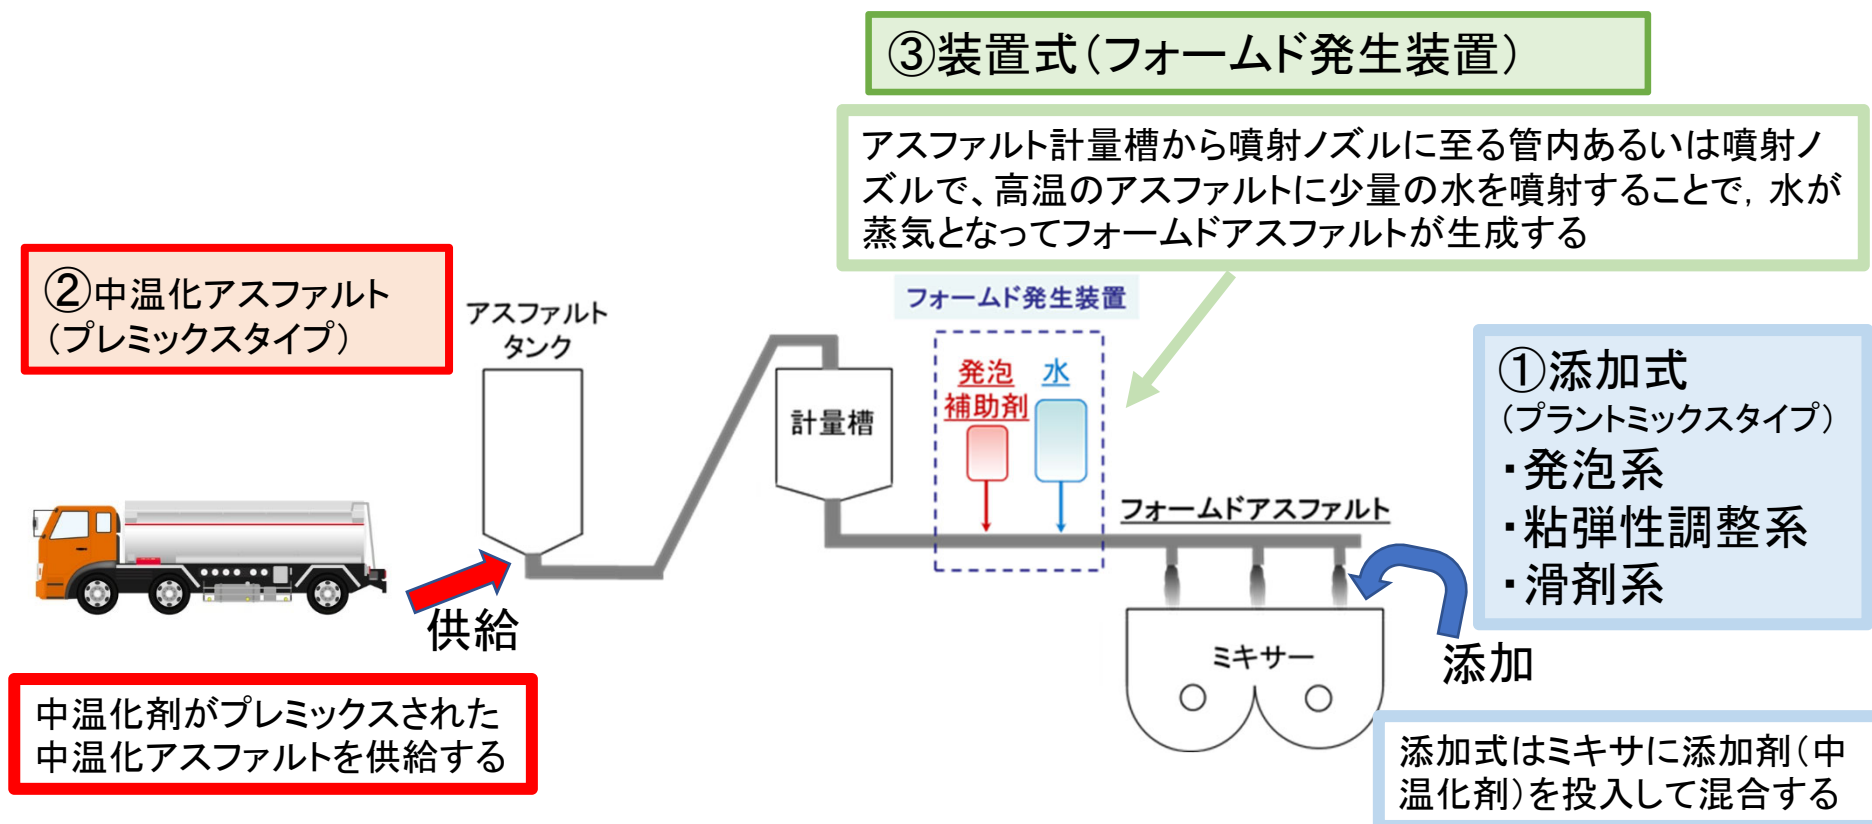 ③装置式(フォームド発生装置)
アスファルト計量槽から噴射ノズルに至る管内あるいは噴射ノ
ズルで、高温のアスファルトに少量の水を噴射することで，水が
蒸気となってフォームドアスファルトが生成する
②中温化アスファルト
(プレミックスタイプ)
アスファルト
タンク
フォームド発生装置
発泡
補助剤
水
計量槽
フォームドアスファルト
①添加式
(プラントミックスタイプ)
・発泡系
・粘弾性調整系
・滑剤系
供給
ミキサー
添加
中温化剤がプレミックスされた
中温化アスファルトを供給する
添加式はミキサに添加剤(中
温化剤)を投入して混合する